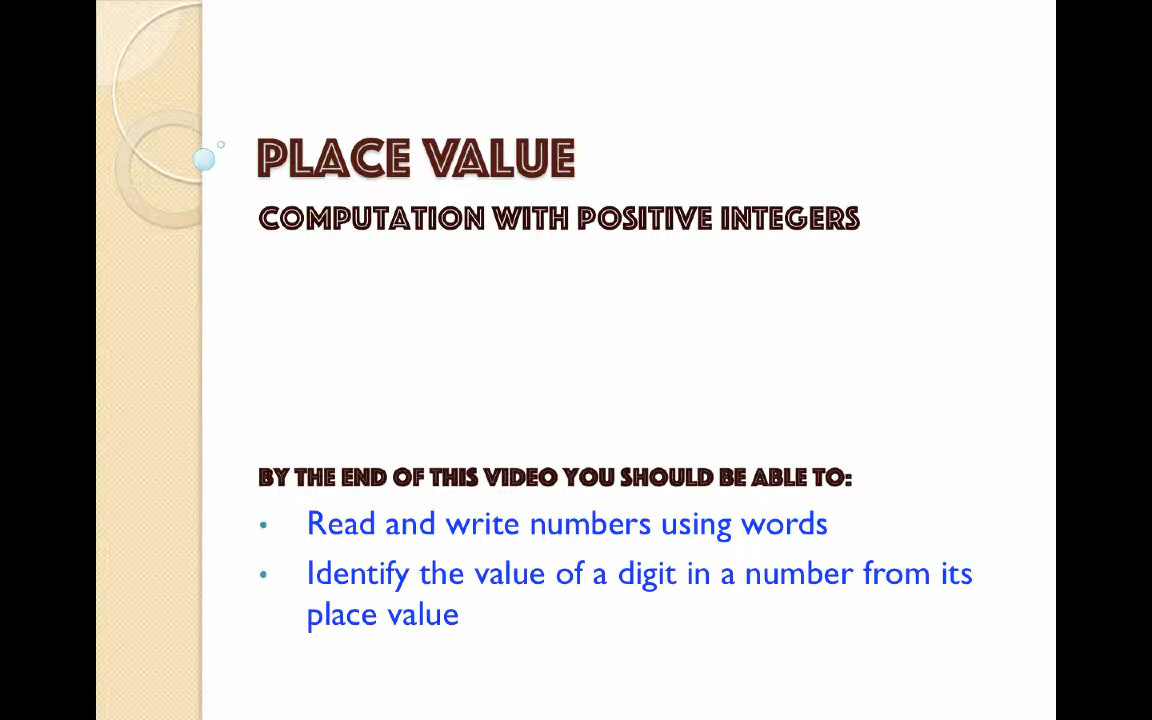 PLACE VALUE
COMPUTATION WITH POSITIVE INTEGERS
BY THE END OF THIS VIDEO YOU SHOULD BE ABLE TO:
• Read and write numbers using words
• Identify the value of a digit in a number from its
place value